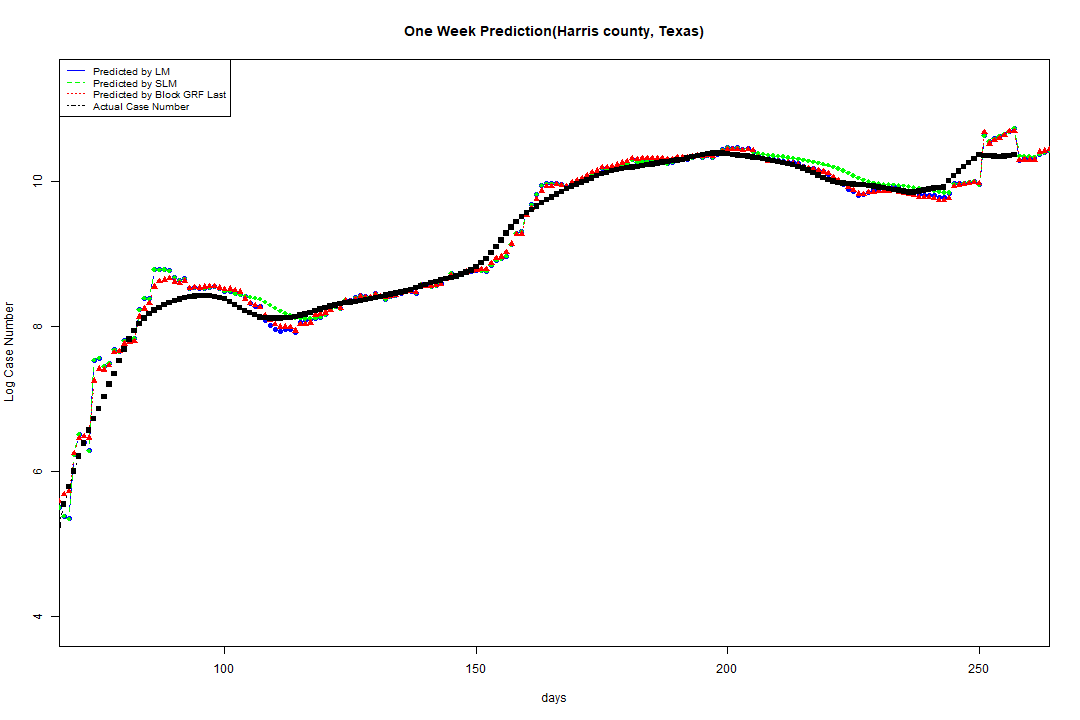 One Week Prediction(Harris county, Texas)
Predicted by LM
Predicted by SLM
Predicted by Block GRF Last
Actual Case Number
Log Case Number
10
8
6
4
100 150 200 250
days